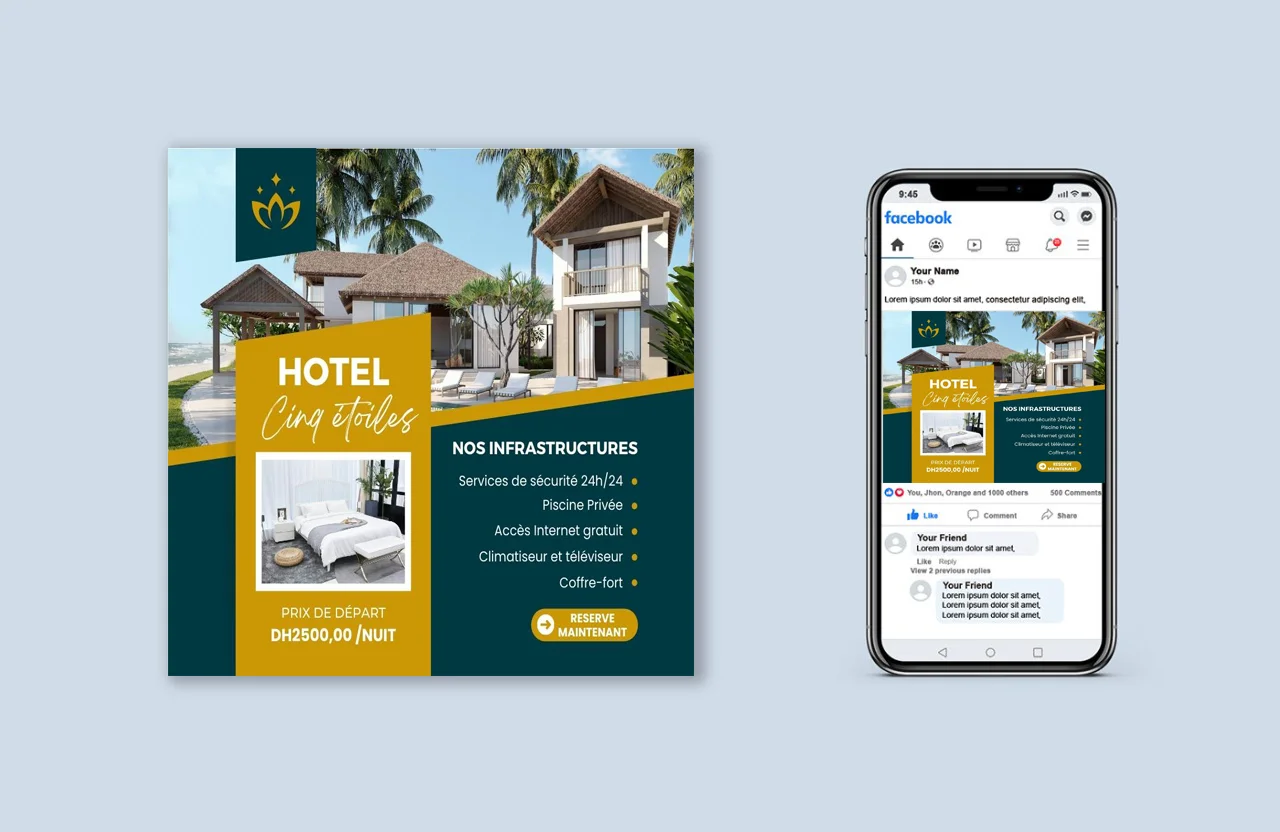 HOTEL
Cinq étoiles
PRIX DE DÉPART
DH2500,00 /NUIT
NOS INFRASTRUCTURES
Services de sécurité 24h/24
Piscine Privée
Accès Internet gratuit
Climatiseur et téléviseur
Coffre-fort
RESERVE
MAINTENANT
9:45
facebook
Your Name
15h
Lorem ipsum dolor sit amet, consectetur adipiscing elit,
HOTEL
Cinq étoiles
PRIX DE DÉPART
DH2500,00 /NUIT
NOS INFRASTRUCTURES
Services de sécurité 24h/24
Piscine Privée
Accès Internet gratuit
Climatiseur et téléviseur
Coffre-fort
RESERVE
MAINTENANT
You, Jhon, Orange and 1000 others 500 Comments
Like Comment Share
Your Friend
Lorem ipsum dolor sit amet,
Like Reply
View 2 previous replies
Your Friend
Lorem ipsum dolor sit amet,
Lorem ipsum dolor sit amet,
Lorem ipsum dolor sit amet,